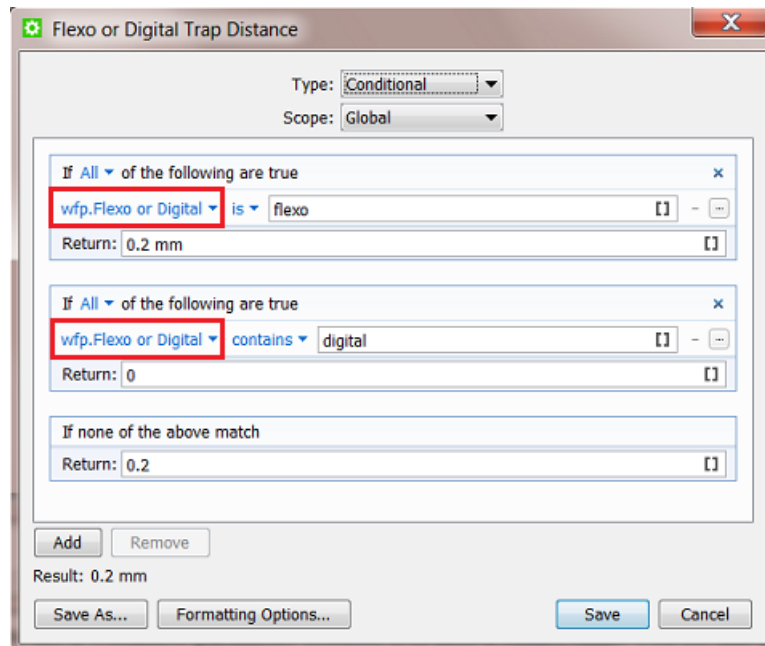 Flexo or Digital Trap Distance
Type: Conditional
Scope: Global
If All of the following are true
wfp.Flexo or Digital is flexo
Return: 0.2 mm
If All of the following are true
wfp.Flexo or Digital contains digital
Return: 0
If none of the above match
Return: 0.2
Add Remove
Result: 0.2 mm
Save As... Formatting Options... Save Cancel